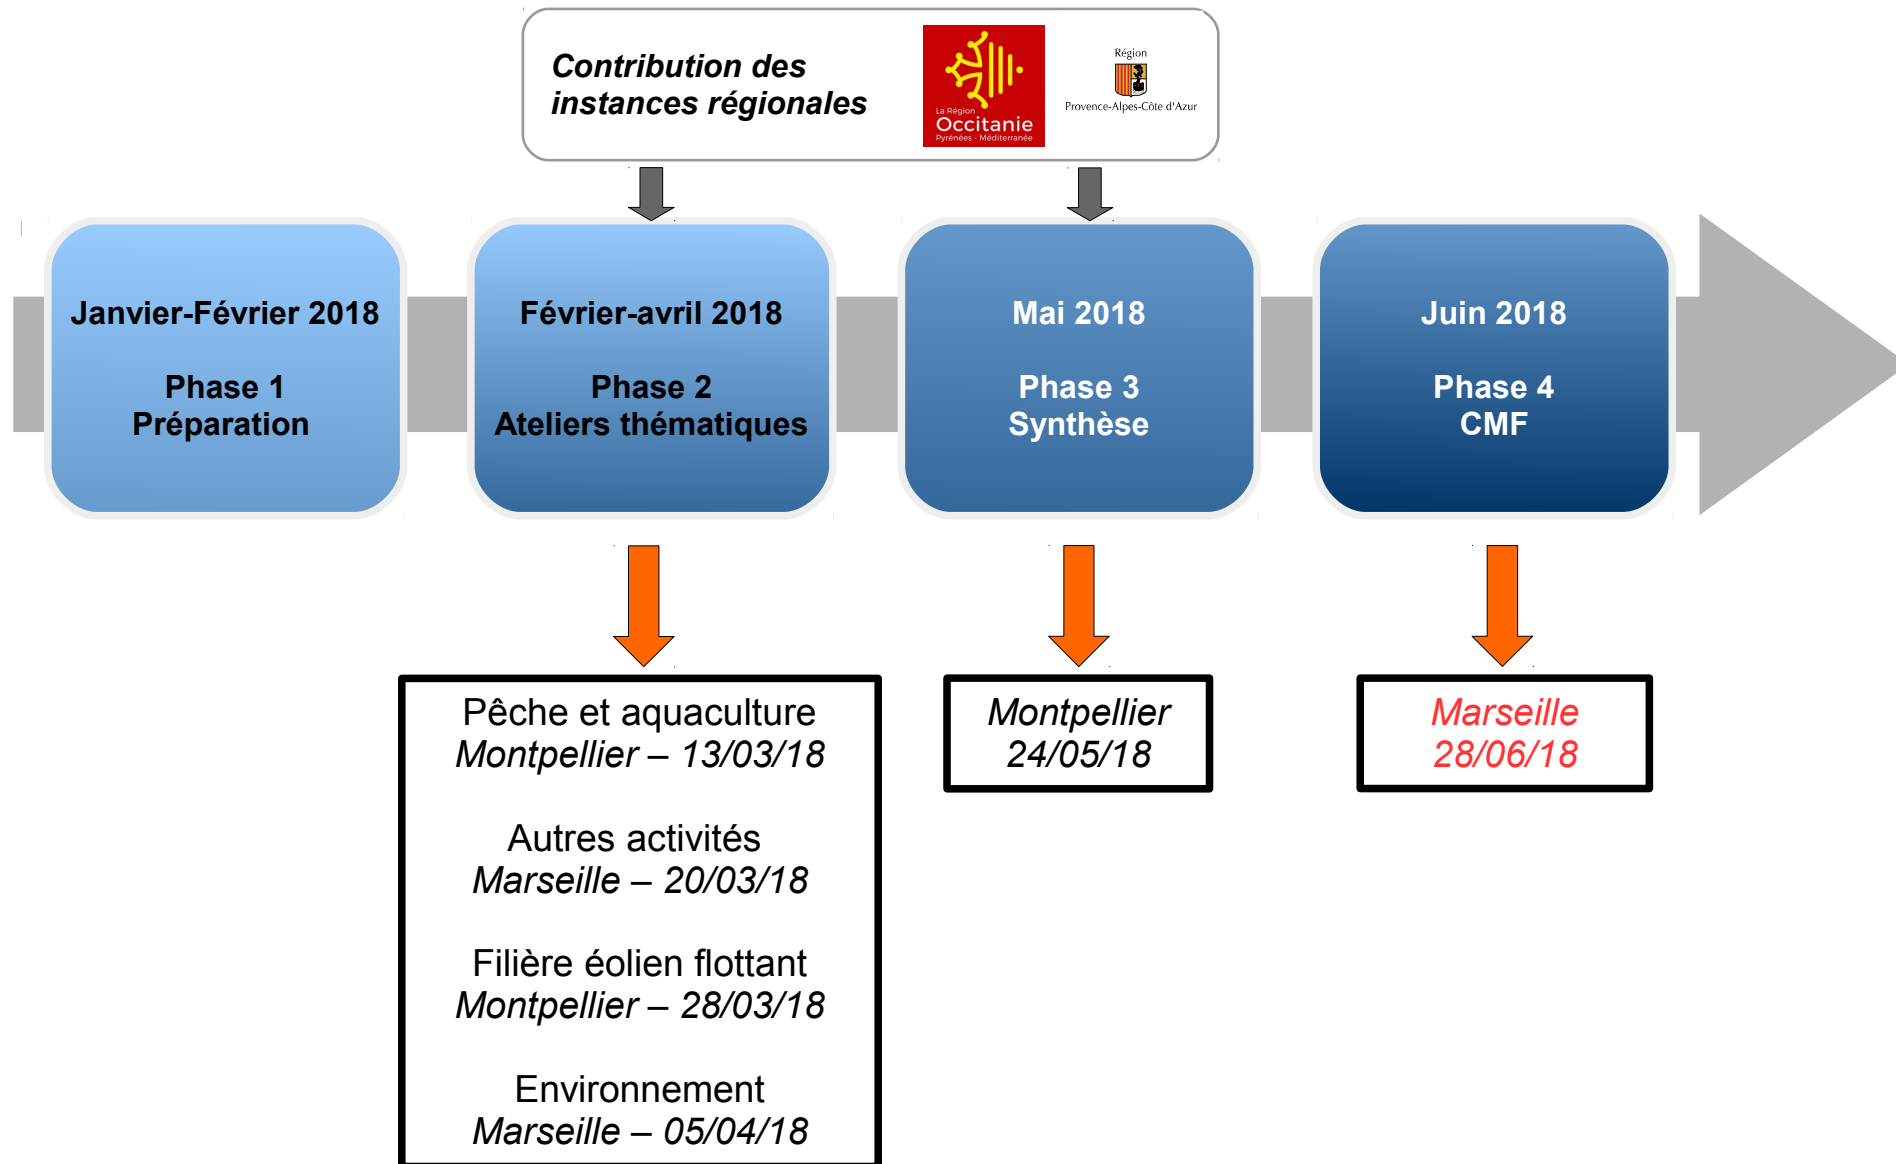 Contribution des
instances régionales
La Région
Occitanie
Pyrénées - Méditerranée
Région
Provence-Alpes-Côte d'Azur
Janvier-Février 2018
Phase 1
Préparation
Février-avril 2018
Phase 2
Ateliers thématiques
Mai 2018
Phase 3
Synthèse
Juin 2018
Phase 4
CMF
Pêche et aquaculture
Montpellier – 13/03/18
Autres activités
Marseille – 20/03/18
Filière éolien flottant
Montpellier – 28/03/18
Environnement
Marseille – 05/04/18
Montpellier
24/05/18
Marseille
28/06/18